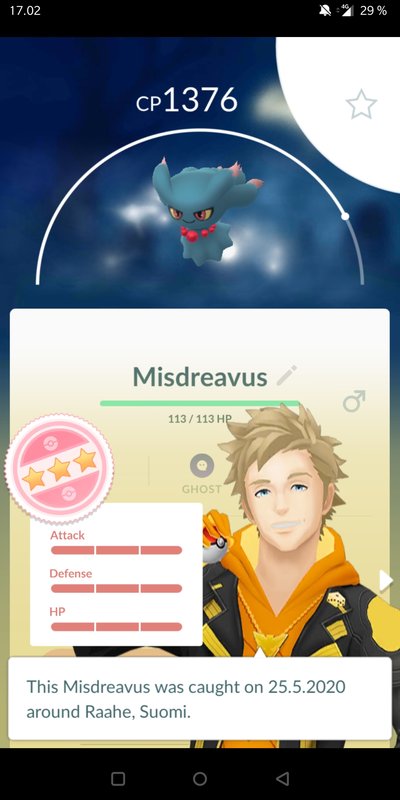 17.02
4G
29 %
CP1376
Misdreavus
113 / 113 HP
GHOST
Attack
Defense
HP
This Misdreavus was caught on 25.5.2020
around Raahe, Suomi.